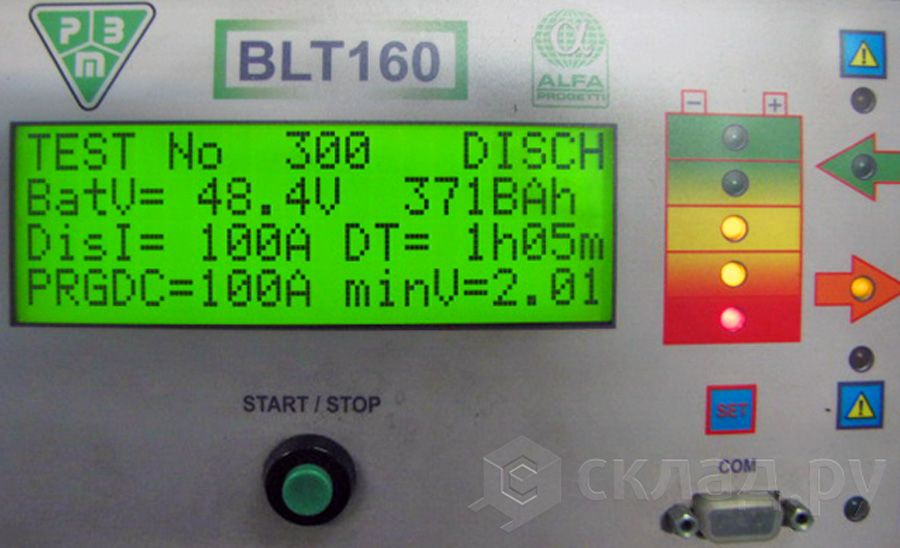 PBM
BLT160
α
ALFA
PROGETTI
- +
TEST No 300 DISCH
BatV= 48.4V 371BAh
DisI= 100A DT= 1h05m
PRGDC=100A minV=2.01
START / STOP
SET
COM
склад.ру